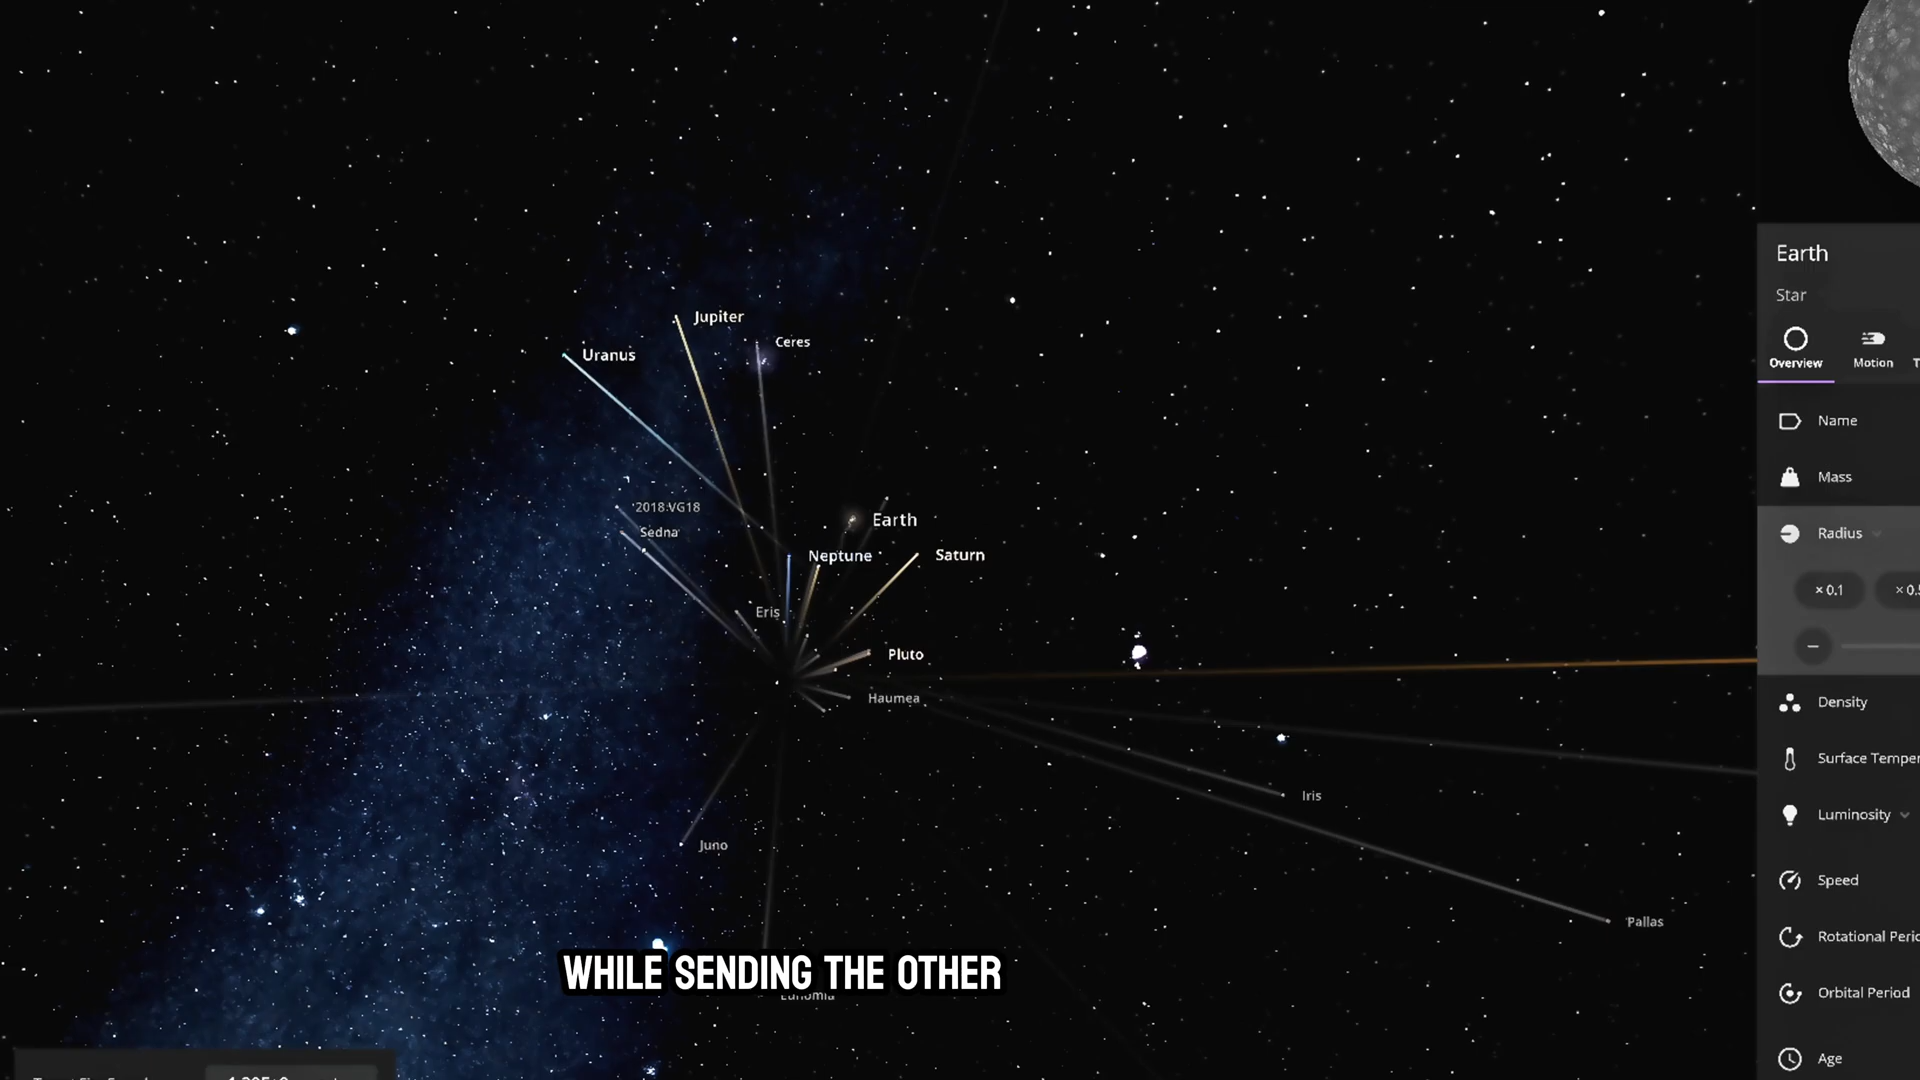 Jupiter
Ceres
Uranus
2018 VG18
Sedna
Earth
Neptune
Saturn
Eris
Pluto
Haumea
Iris
Juno
Pallas
WHILE SENDING THE OTHER
Eunomia
Earth
Star
Overview
Motion
Name
Mass
Radius
× 0.1
Density
Luminosity
Speed
Orbital Period
Age